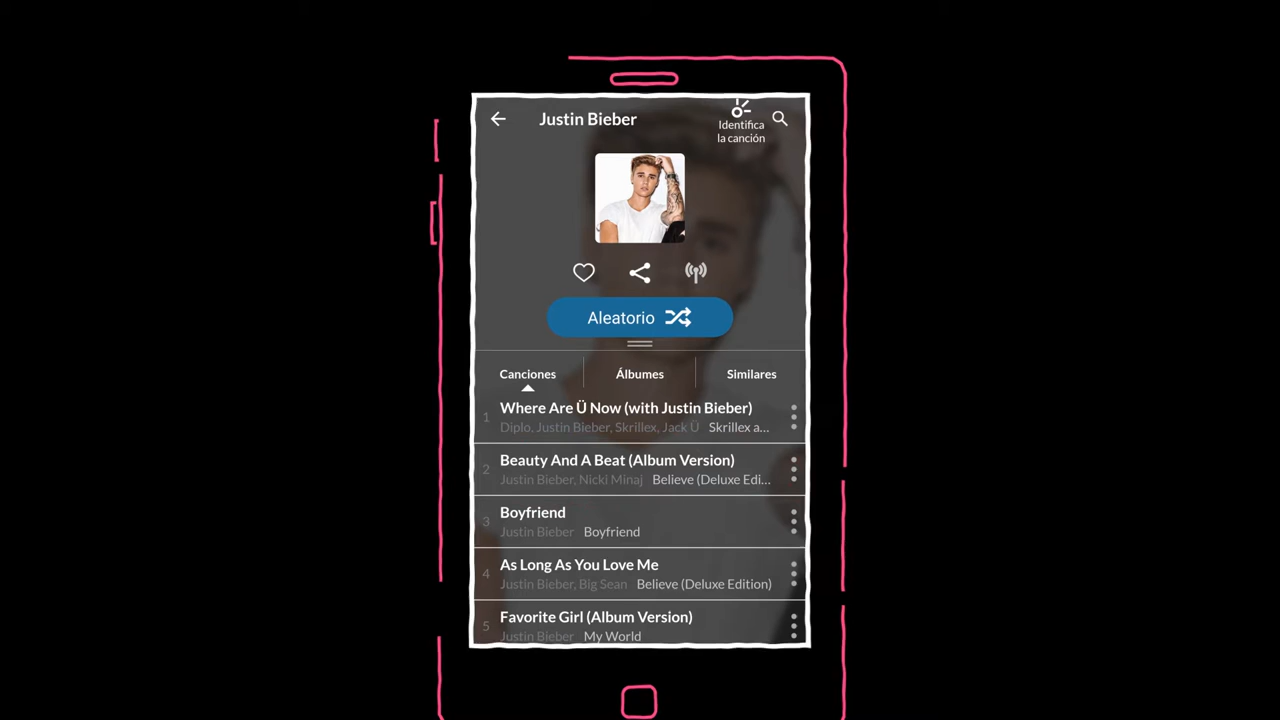 Justin Bieber
Identifica
la canción
Aleatorio
Canciones
Álbumes
Similares
1
Where Are Ü Now (with Justin Bieber)
Diplo, Justin Bieber, Skrillex, Jack Ü Skrillex a...
2
Beauty And A Beat (Album Version)
Justin Bieber, Nicki Minaj Believe (Deluxe Edi...
3
Boyfriend
Justin Bieber Boyfriend
4
As Long As You Love Me
Justin Bieber, Big Sean Believe (Deluxe Edition)
5
Favorite Girl (Album Version)
Justin Bieber My World